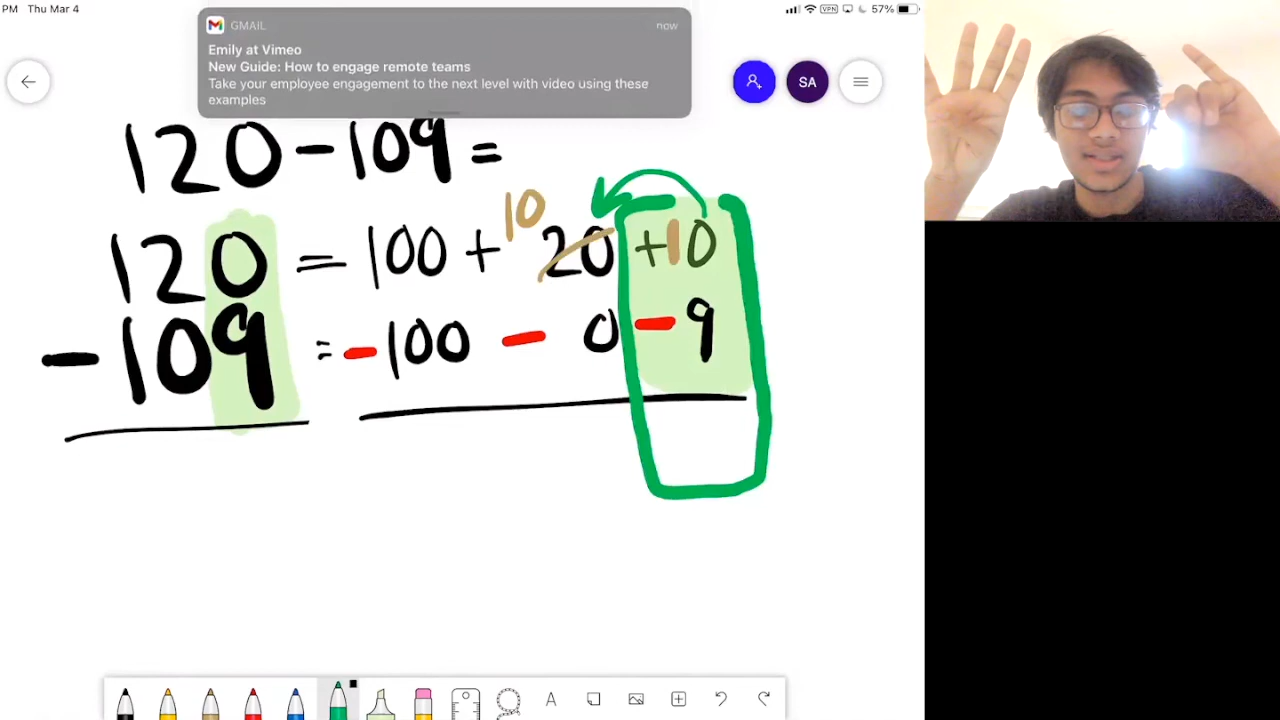 PM Thu Mar 4
VPN 57%
GMAIL now
Emily at Vimeo
New Guide: How to engage remote teams
Take your employee engagement to the next level with video using these
examples
SA
120 - 109 =
10
120 = 100 + 20 + 10
- 109 = - 100 - 0 - 9
A